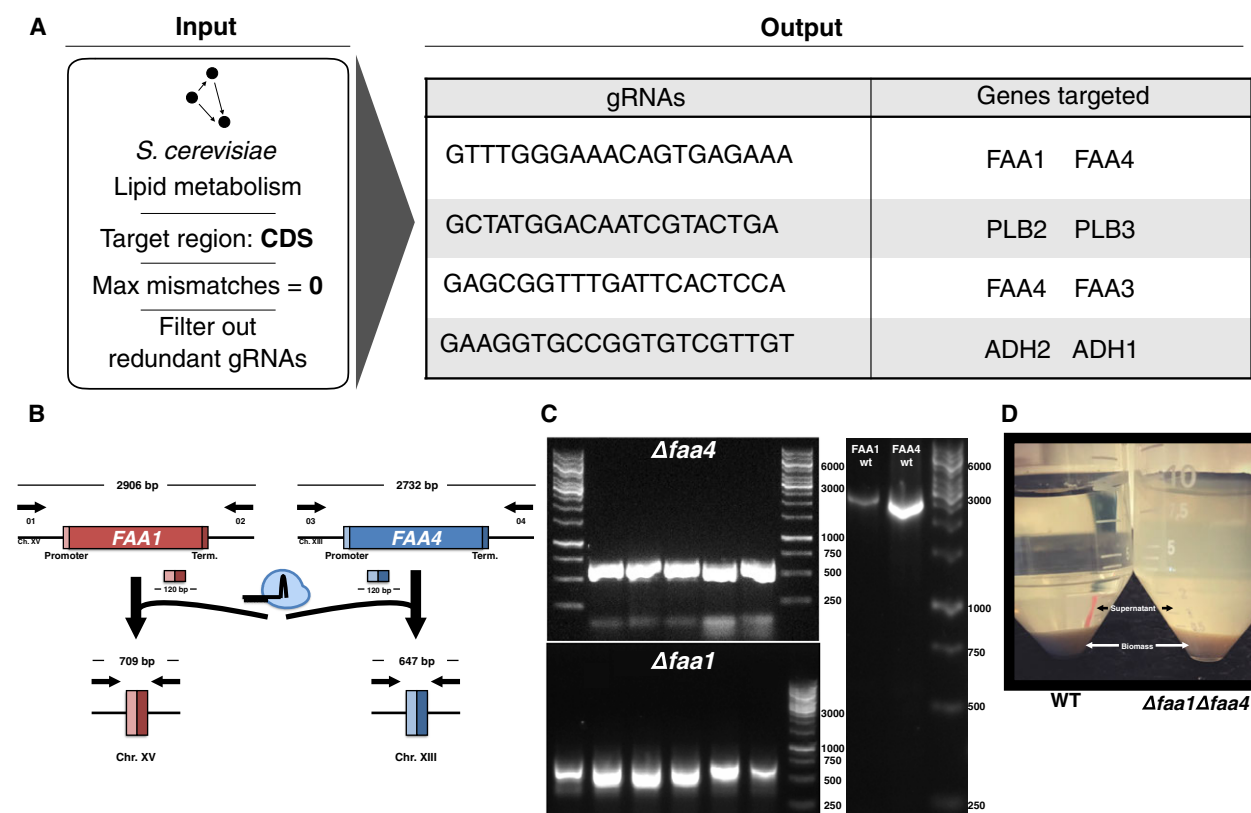 A
Input
Output
S. cerevisiae
Lipid metabolism
Target region: CDS
Max mismatches = 0
Filter out
redundant gRNAs
gRNAs Genes targeted
GTTTGGGAAACAGTGAGAAA FAA1 FAA4
GCTATGGACAATCGTACTGA PLB2 PLB3
GAGCGGTTTGATTCACTCCA FAA4 FAA3
GAAGGTGCCGGTGTCGTTGT ADH2 ADH1
B
2906 bp
2732 bp
01
02
03
04
Ch. XV
FAA1
Ch. XIII
FAA4
Promoter
Term.
Promoter
Term.
120 bp
120 bp
709 bp
647 bp
Chr. XV
Chr. XIII
C
Δfaa4
6000
3000
1000
750
500
250
Δfaa1
3000
1000
750
500
250
FAA1
wt
FAA4
wt
6000
3000
1000
750
500
250
D
10
7,5
5
Supernatant
Biomass
WT
Δfaa1Δfaa4